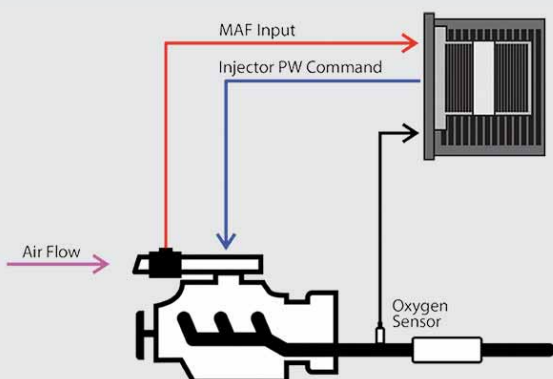 MAF Input
Injector PW Command
Air Flow
Oxygen
Sensor